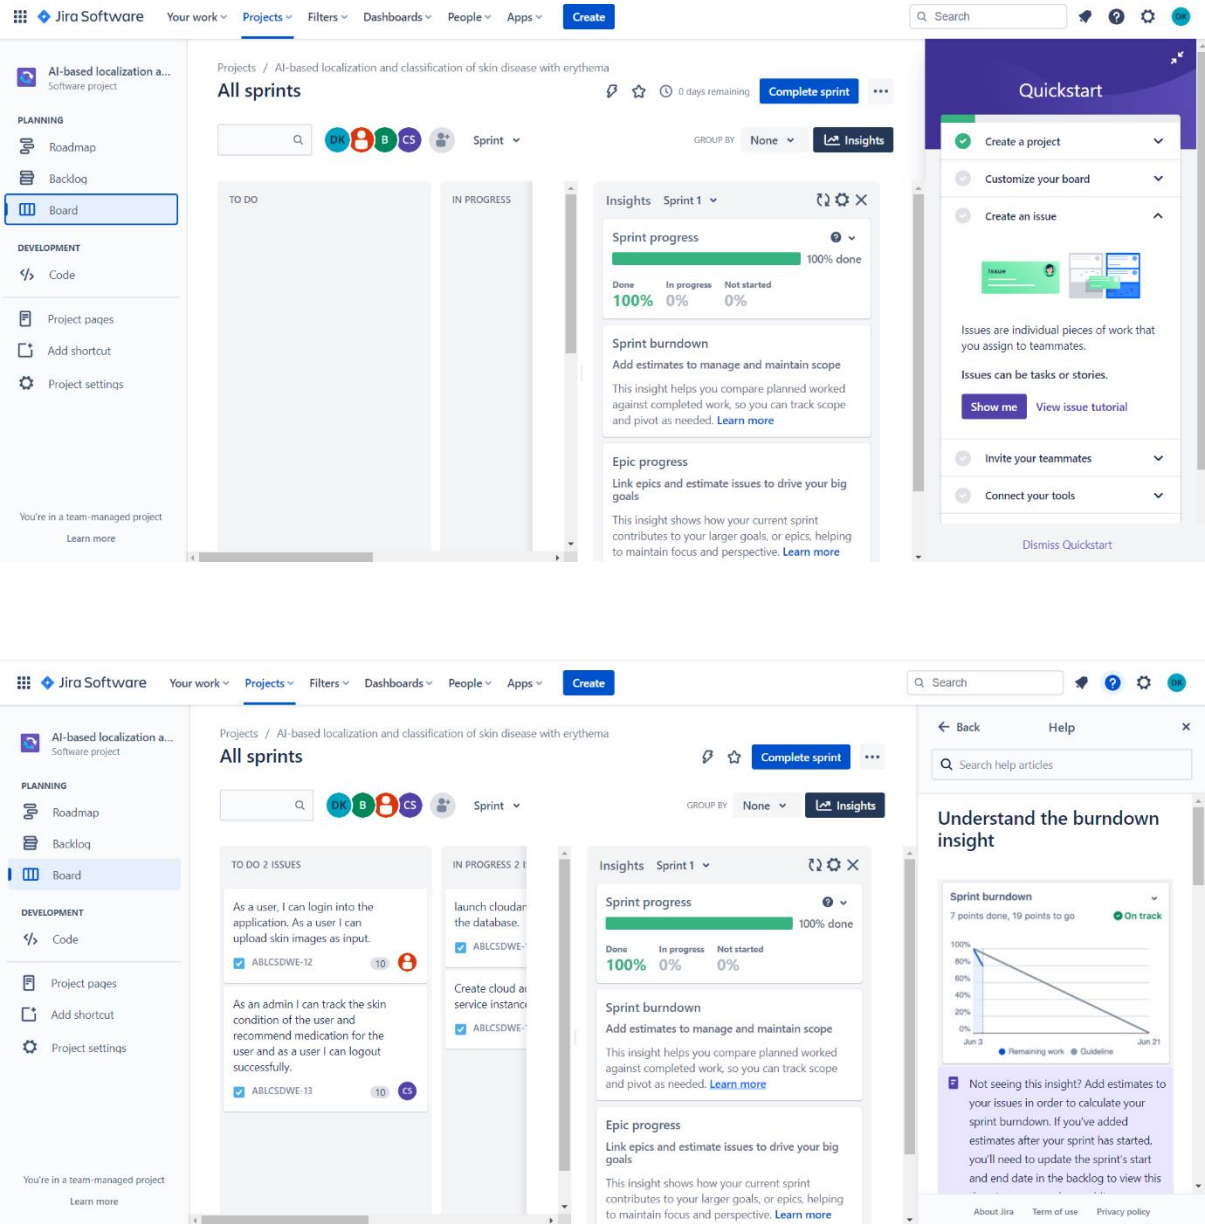 Jira Software Your work Projects Filters Dashboards People Apps Create Search DK
AI-based localization a...
Software project
PLANNING
Roadmap
Backlog
Board
DEVELOPMENT
Code
Project pages
Add shortcut
Project settings
You're in a team-managed project
Learn more
Projects / AI-based localization and classification of skin disease with erythema
All sprints
0 days remaining Complete sprint
DK B CS Sprint
GROUP BY None Insights
TO DO
IN PROGRESS
Insights Sprint 1
Sprint progress
100% done
Done In progress Not started
100% 0% 0%
Sprint burndown
Add estimates to manage and maintain scope
This insight helps you compare planned worked
against completed work, so you can track scope
and pivot as needed. Learn more
Epic progress
Link epics and estimate issues to drive your big
goals
This insight shows how your current sprint
contributes to your larger goals, or epics, helping
to maintain focus and perspective. Learn more
Quickstart
Create a project
Customize your board
Create an issue
Issue
Issues are individual pieces of work that
you assign to teammates.
Issues can be tasks or stories.
Show me View issue tutorial
Invite your teammates
Connect your tools
Dismiss Quickstart
Jira Software Your work Projects Filters Dashboards People Apps Create Search DK
AI-based localization a...
Software project
PLANNING
Roadmap
Backlog
Board
DEVELOPMENT
Code
Project pages
Add shortcut
Project settings
You're in a team-managed project
Learn more
Projects / AI-based localization and classification of skin disease with erythema
All sprints
Complete sprint
DK B CS Sprint
GROUP BY None Insights
TO DO 2 ISSUES
As a user, I can login into the
application. As a user I can
upload skin images as input.
ABLCSDWE-12 10
As an admin I can track the skin
condition of the user and
recommend medication for the
user and as a user I can logout
successfully.
ABLCSDWE-13 10 CS
IN PROGRESS 2 I
launch cloudan
the database.
ABLCSDWE-
Create cloud a
service instance
ABLCSDWE-
Insights Sprint 1
Sprint progress
100% done
Done In progress Not started
100% 0% 0%
Sprint burndown
Add estimates to manage and maintain scope
This insight helps you compare planned worked
against completed work, so you can track scope
and pivot as needed. Learn more
Epic progress
Link epics and estimate issues to drive your big
goals
This insight shows how your current sprint
contributes to your larger goals, or epics, helping
to maintain focus and perspective. Learn more
Back Help
Search help articles
Understand the burndown
insight
Sprint burndown
7 points done, 19 points to go On track
100%
80%
60%
40%
20%
0%
Jun 3 Jun 21
Remaining work Guideline
Not seeing this insight? Add estimates to
your issues in order to calculate your
sprint burndown. If you've added
estimates after your sprint has started,
you'll need to update the sprint's start
and end date in the backlog to view this
About Jira Term of use Privacy policy